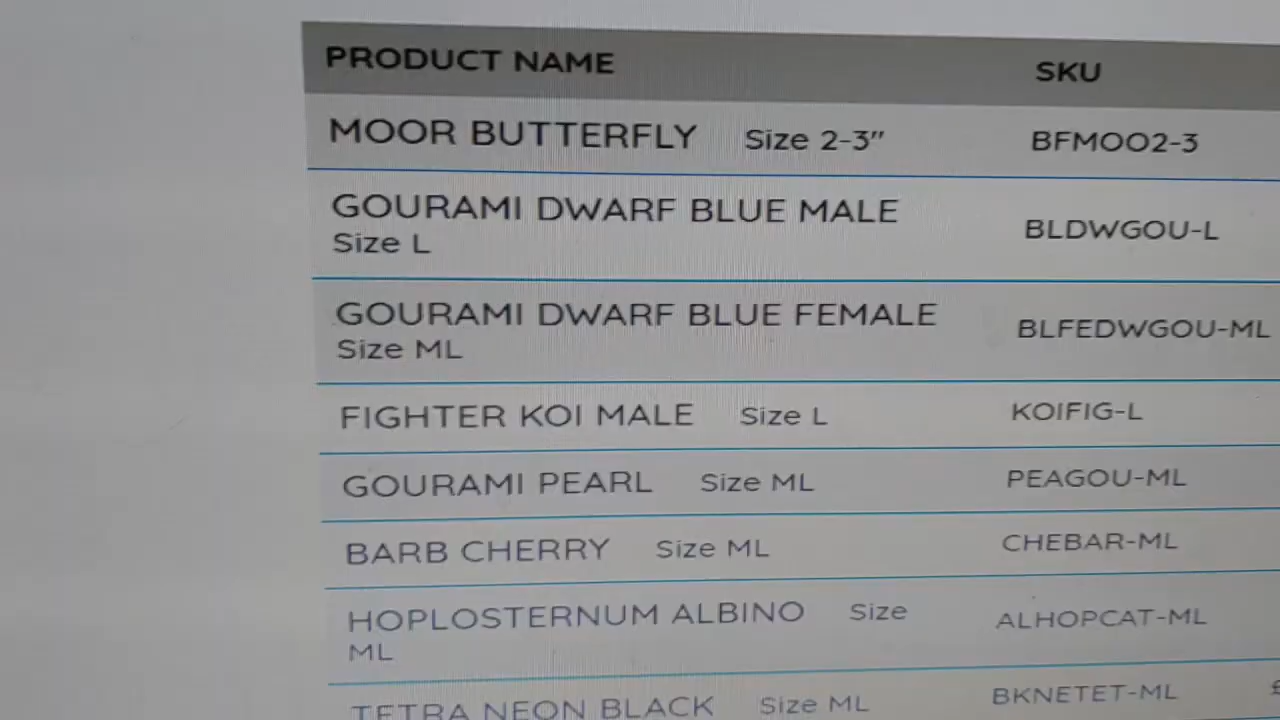 PRODUCT NAME SKU
MOOR BUTTERFLY Size 2-3" BFMOO2-3
GOURAMI DWARF BLUE MALE
Size L BLDWGOU-L
GOURAMI DWARF BLUE FEMALE
Size ML BLFEDWGOU-ML
FIGHTER KOI MALE Size L KOIFIG-L
GOURAMI PEARL Size ML PEAGOU-ML
BARB CHERRY Size ML CHEBAR-ML
HOPLOSTERNUM ALBINO Size
ML ALHOPCAT-ML
TETRA NEON BLACK Size ML BKNETET-ML £